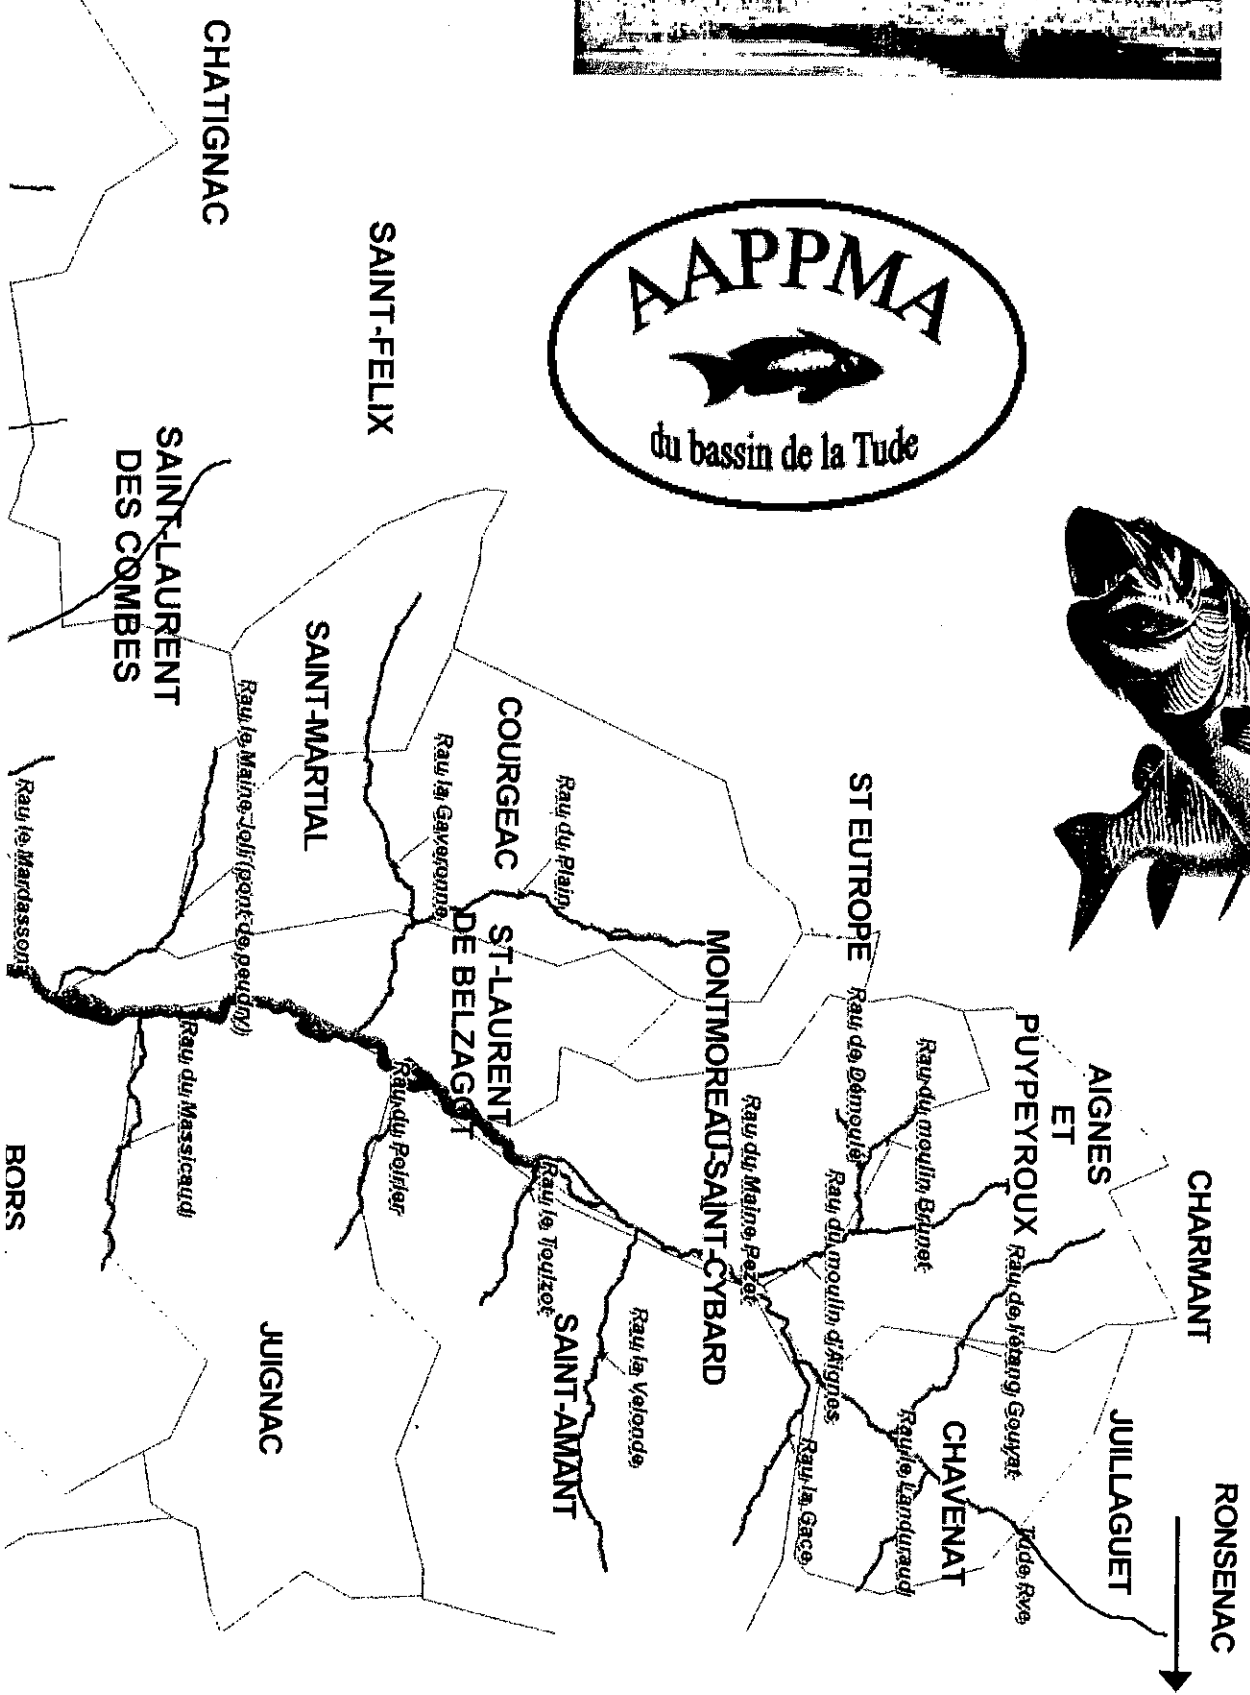 AAPPMA
du bassin de la Tude
CHATIGNAC
SAINT-FELIX
SAINT-LAURENT
DES COMBES
SAINT-MARTIAL
Rau le Maine-Joli (pont de peudry)
Rau le Mardasson
COURGEAC
Rau la Gaveronne
Rau du Plain
ST EUTROPE
ST-LAURENT
DE BELZAGOT
MONTMOREAU-SAINT-CYBARD
Rau de Démoulé
Rau du moulin Brunet
PUYPEYROUX
ET
AIGNES
CHARMANT
Rau du Massicaud
Rau du Poirier
Rau le Toulzot
Rau du Maine Pezot
Rau du moulin d'Aignes
Rau de l'étang Gouyat
BORS
JUIGNAC
SAINT-AMANT
Rau la Velonde
Rau la Gace
Rau le Landuraud
CHAVENAT
Tude Rve
JUILLAGUET
RONSENAC